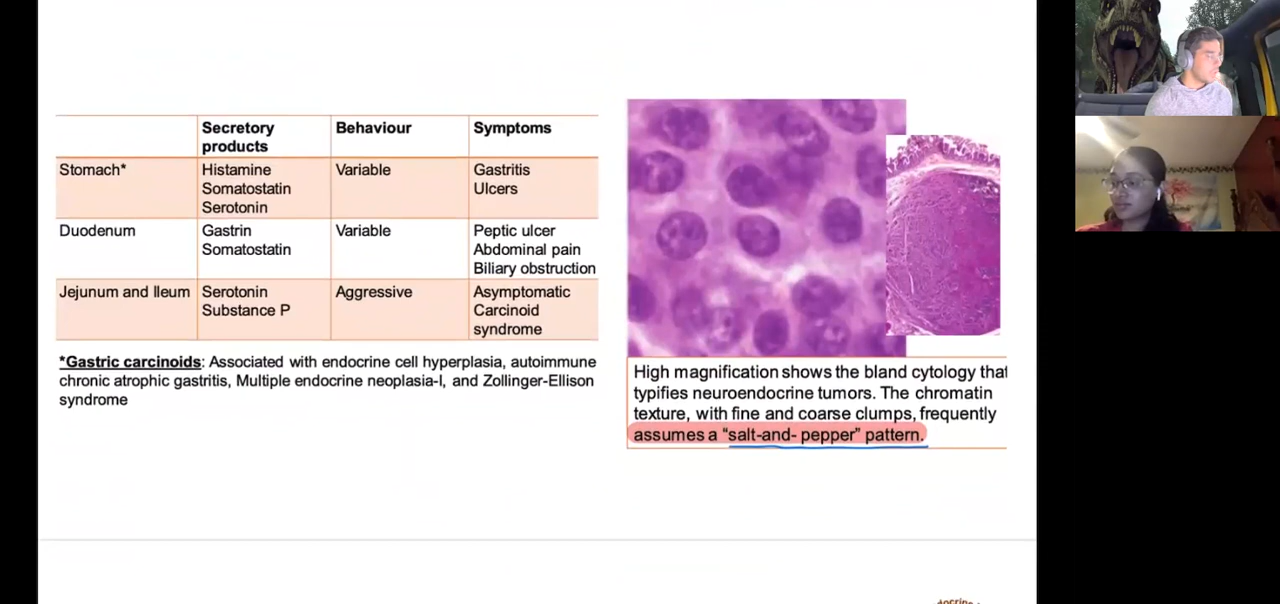 Secretory products
Behaviour
Symptoms
Stomach*
Histamine
Somatostatin
Serotonin
Variable
Gastritis
Ulcers
Duodenum
Gastrin
Somatostatin
Variable
Peptic ulcer
Abdominal pain
Biliary obstruction
Jejunum and Ileum
Serotonin
Substance P
Aggressive
Asymptomatic
Carcinoid
syndrome
*Gastric carcinoids: Associated with endocrine cell hyperplasia, autoimmune
chronic atrophic gastritis, Multiple endocrine neoplasia-I, and Zollinger-Ellison
syndrome
High magnification shows the bland cytology that
typifies neuroendocrine tumors. The chromatin
texture, with fine and coarse clumps, frequently
assumes a “salt-and- pepper” pattern.